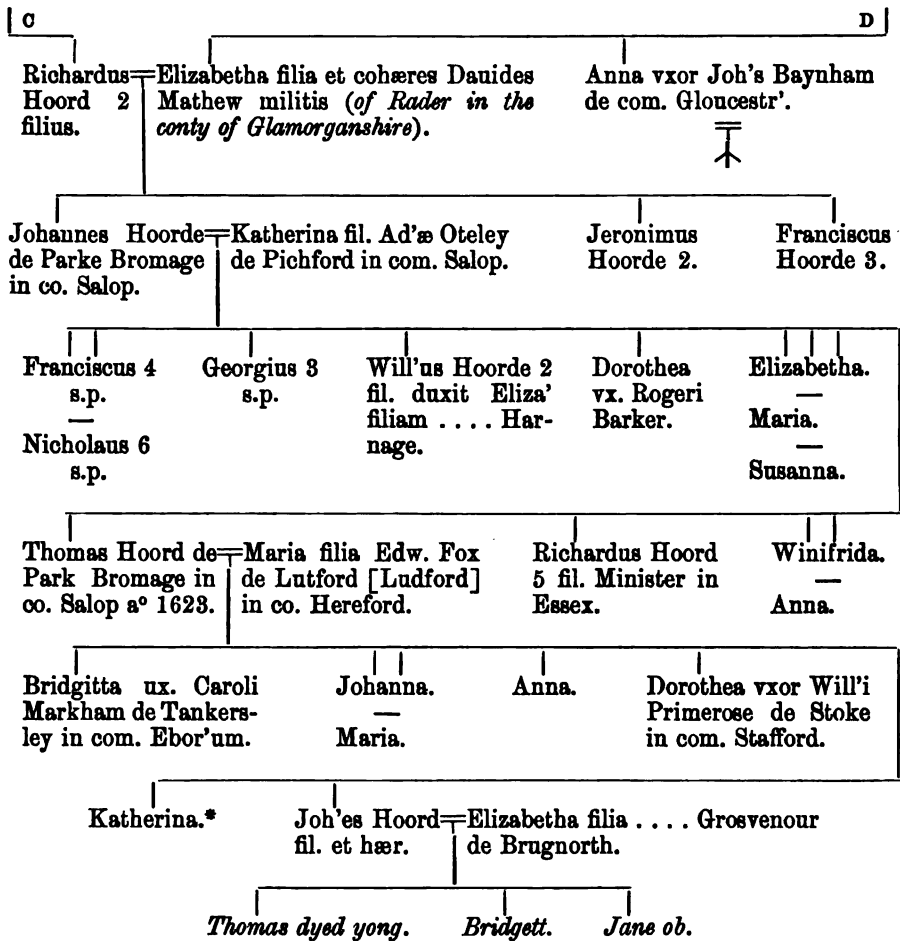 C D
Richardus
Hoord 2
filius.
Elizabetha filia et cohæres Dauides
Mathew militis (of Rader in the
conty of Glamorganshire).
Anna vxor Joh's Baynham
de com. Gloucestr'.
Johannes Hoorde
de Parke Bromage
in co. Salop.
Katherina fil. Ad'æ Oteley
de Pichford in com. Salop.
Jeronimus
Hoorde 2.
Franciscus
Hoorde 3.
Franciscus 4
s.p.
—
Nicholaus 6
s.p.
Georgius 3
s.p.
Will'us Hoorde 2
fil. duxit Eliza'
filiam .... Har-
nage.
Dorothea
vx. Rogeri
Barker.
Elizabetha.
—
Maria.
—
Susanna.
Thomas Hoord de
Park Bromage in
co. Salop aº 1623.
Maria filia Edw. Fox
de Lutford [Ludford]
in co. Hereford.
Richardus Hoord
5 fil. Minister in
Essex.
Winifrida.
—
Anna.
Bridgitta ux. Caroli
Markham de Tankers-
ley in com. Ebor'um.
Johanna.
—
Maria.
Anna.
Dorothea vxor Will'i
Primerose de Stoke
in com. Stafford.
Katherina.*
Joh'es Hoord
fil. et hær.
Elizabetha filia .... Grosvenour
de Brugnorth.
Thomas dyed yong. Bridgett. Jane ob.